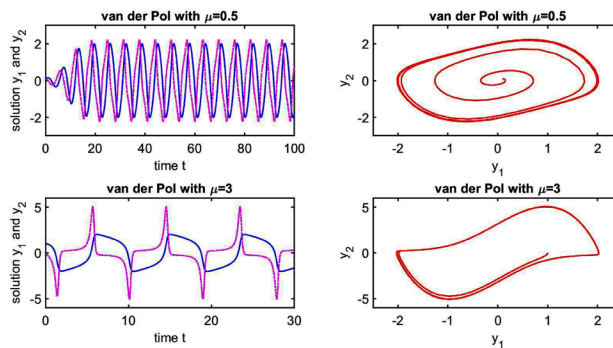 van der Pol with μ=0.5
solution y1 and y2
2
0
-2
0 20 40 60 80 100
time t
van der Pol with μ=0.5
y2
2
0
-2
-2 -1 0 1 2
y1
van der Pol with μ=3
solution y1 and y2
5
0
-5
0 10 20 30
time t
van der Pol with μ=3
y2
5
0
-5
-2 -1 0 1 2
y1